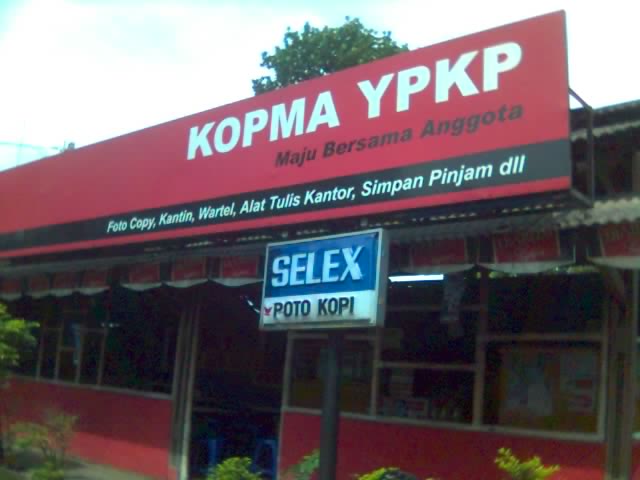 KOPMA YPKP
Maju Bersama Anggota
Foto Copy, Kantin, Wartel, Alat Tulis Kantor, Simpan Pinjam dll
SELEX
POTO KOPI